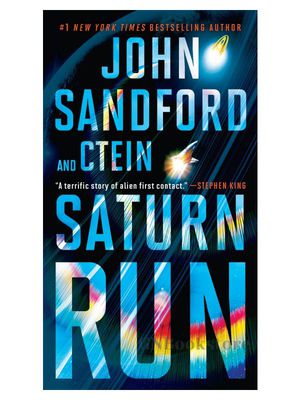 #1 NEW YORK TIMES BESTSELLING AUTHOR
JOHN
SANDFORD
AND CTEIN
"A terrific story of alien first contact."—STEPHEN KING
SATURN
RUN